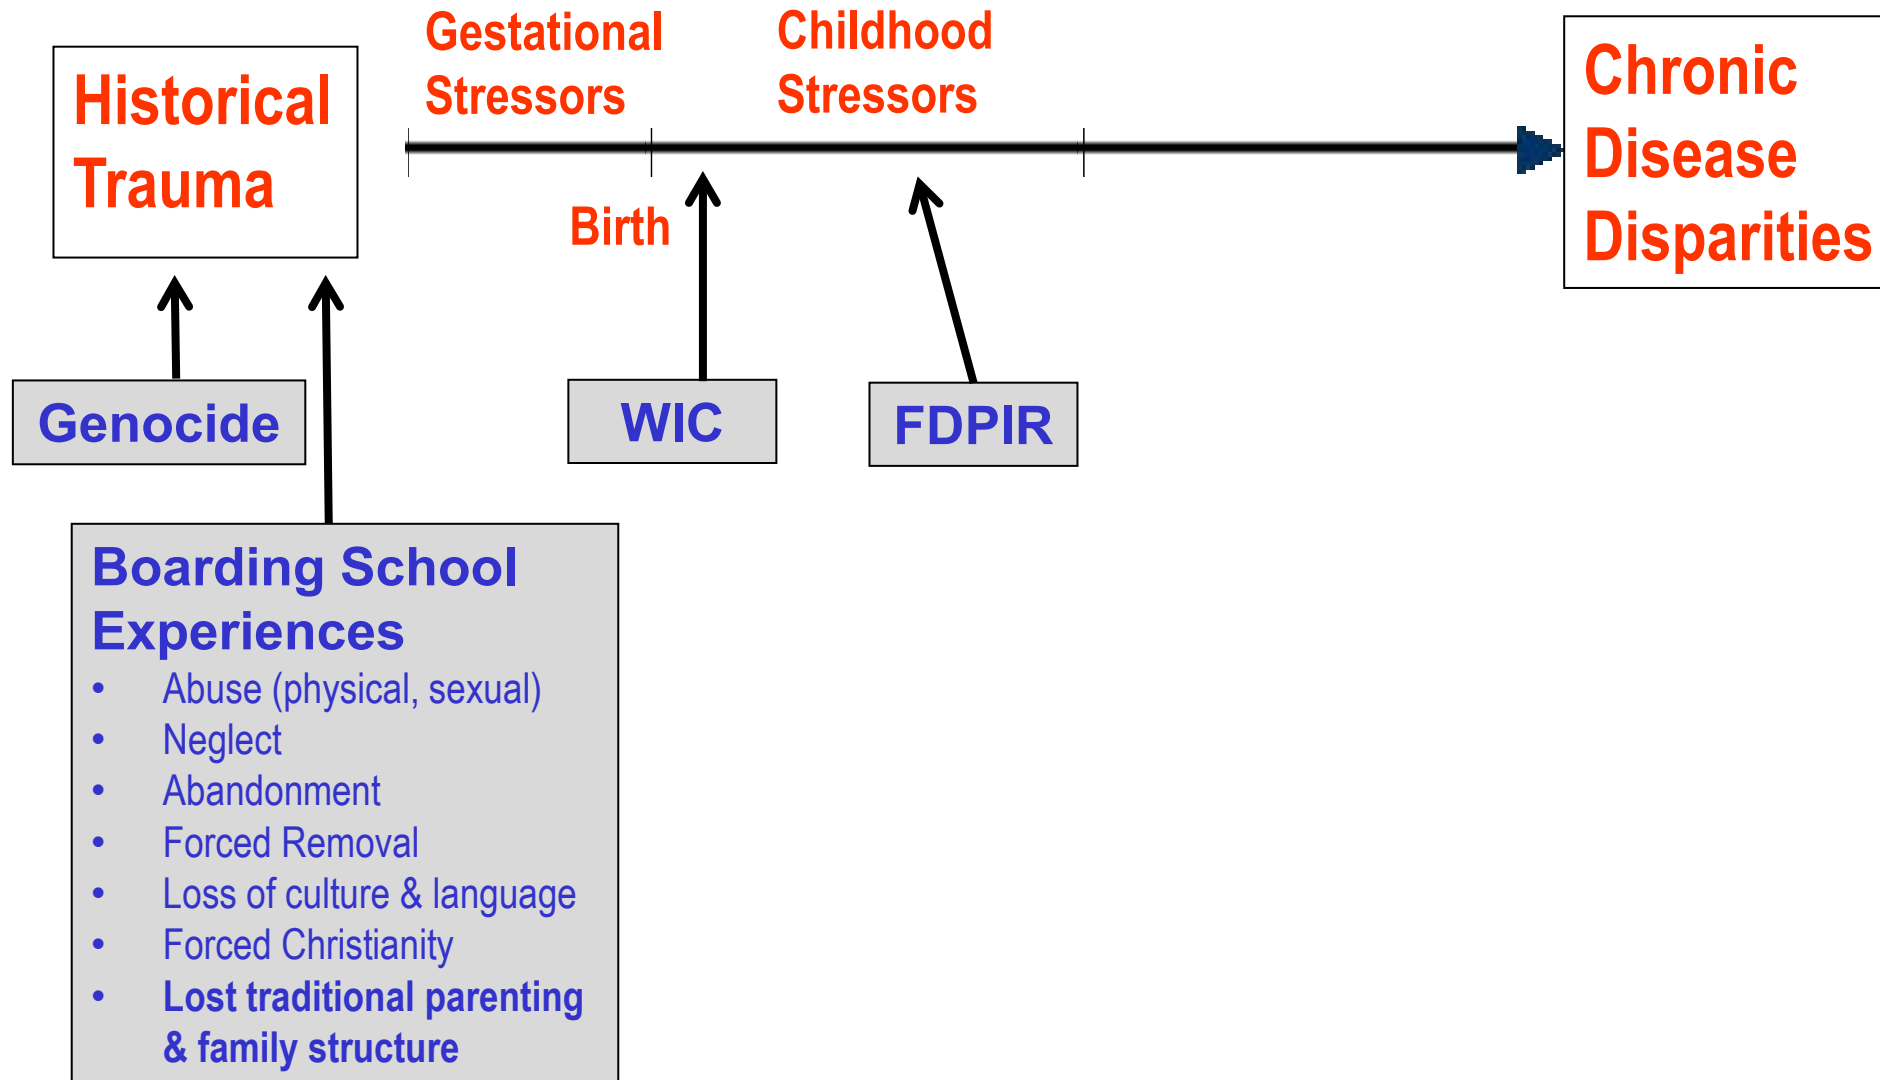 Historical
Trauma
Gestational
Stressors
Childhood
Stressors
Birth
Chronic
Disease
Disparities
Genocide
WIC
FDPIR
Boarding School
Experiences
• Abuse (physical, sexual)
• Neglect
• Abandonment
• Forced Removal
• Loss of culture & language
• Forced Christianity
• Lost traditional parenting
& family structure